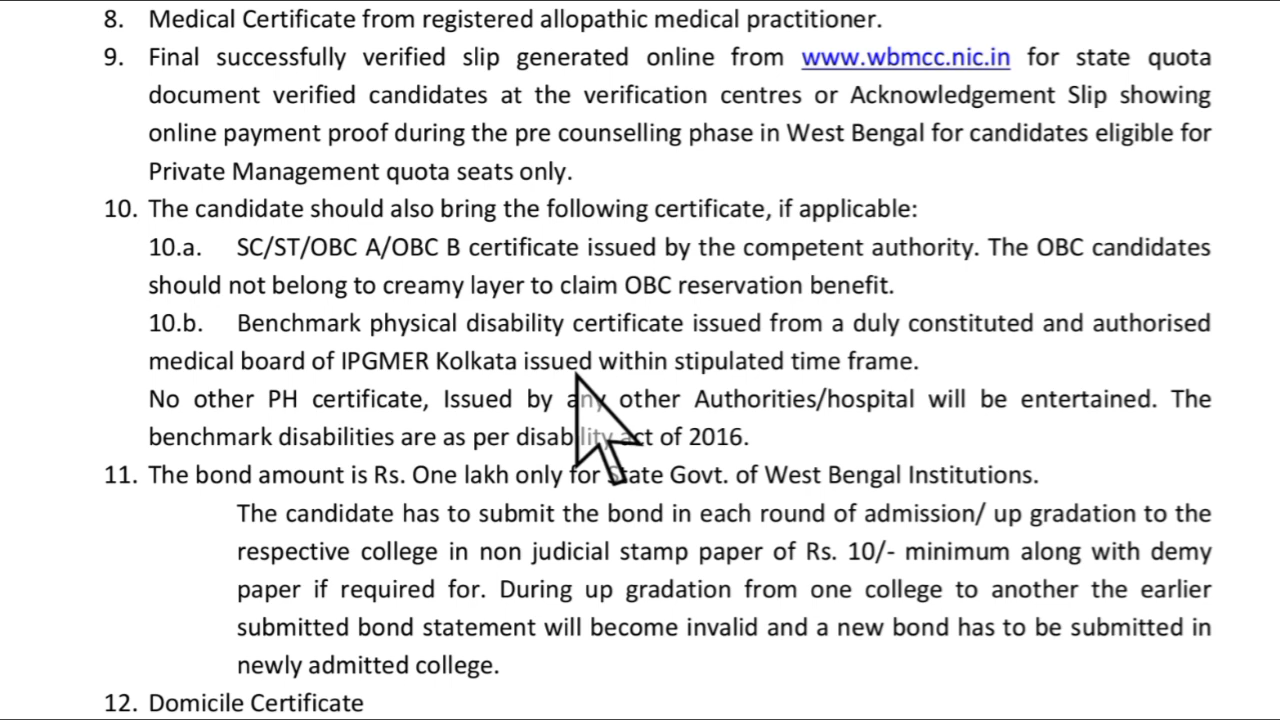 8. Medical Certificate from registered allopathic medical practitioner.
9. Final successfully verified slip generated online from www.wbmcc.nic.in for state quota
document verified candidates at the verification centres or Acknowledgement Slip showing
online payment proof during the pre counselling phase in West Bengal for candidates eligible for
Private Management quota seats only.
10. The candidate should also bring the following certificate, if applicable:
10.a. SC/ST/OBC A/OBC B certificate issued by the competent authority. The OBC candidates
should not belong to creamy layer to claim OBC reservation benefit.
10.b. Benchmark physical disability certificate issued from a duly constituted and authorised
medical board of IPGMER Kolkata issued within stipulated time frame.
No other PH certificate, Issued by any other Authorities/hospital will be entertained. The
benchmark disabilities are as per disability act of 2016.
11. The bond amount is Rs. One lakh only for State Govt. of West Bengal Institutions.
The candidate has to submit the bond in each round of admission/ up gradation to the
respective college in non judicial stamp paper of Rs. 10/- minimum along with demy
paper if required for. During up gradation from one college to another the earlier
submitted bond statement will become invalid and a new bond has to be submitted in
newly admitted college.
12. Domicile Certificate